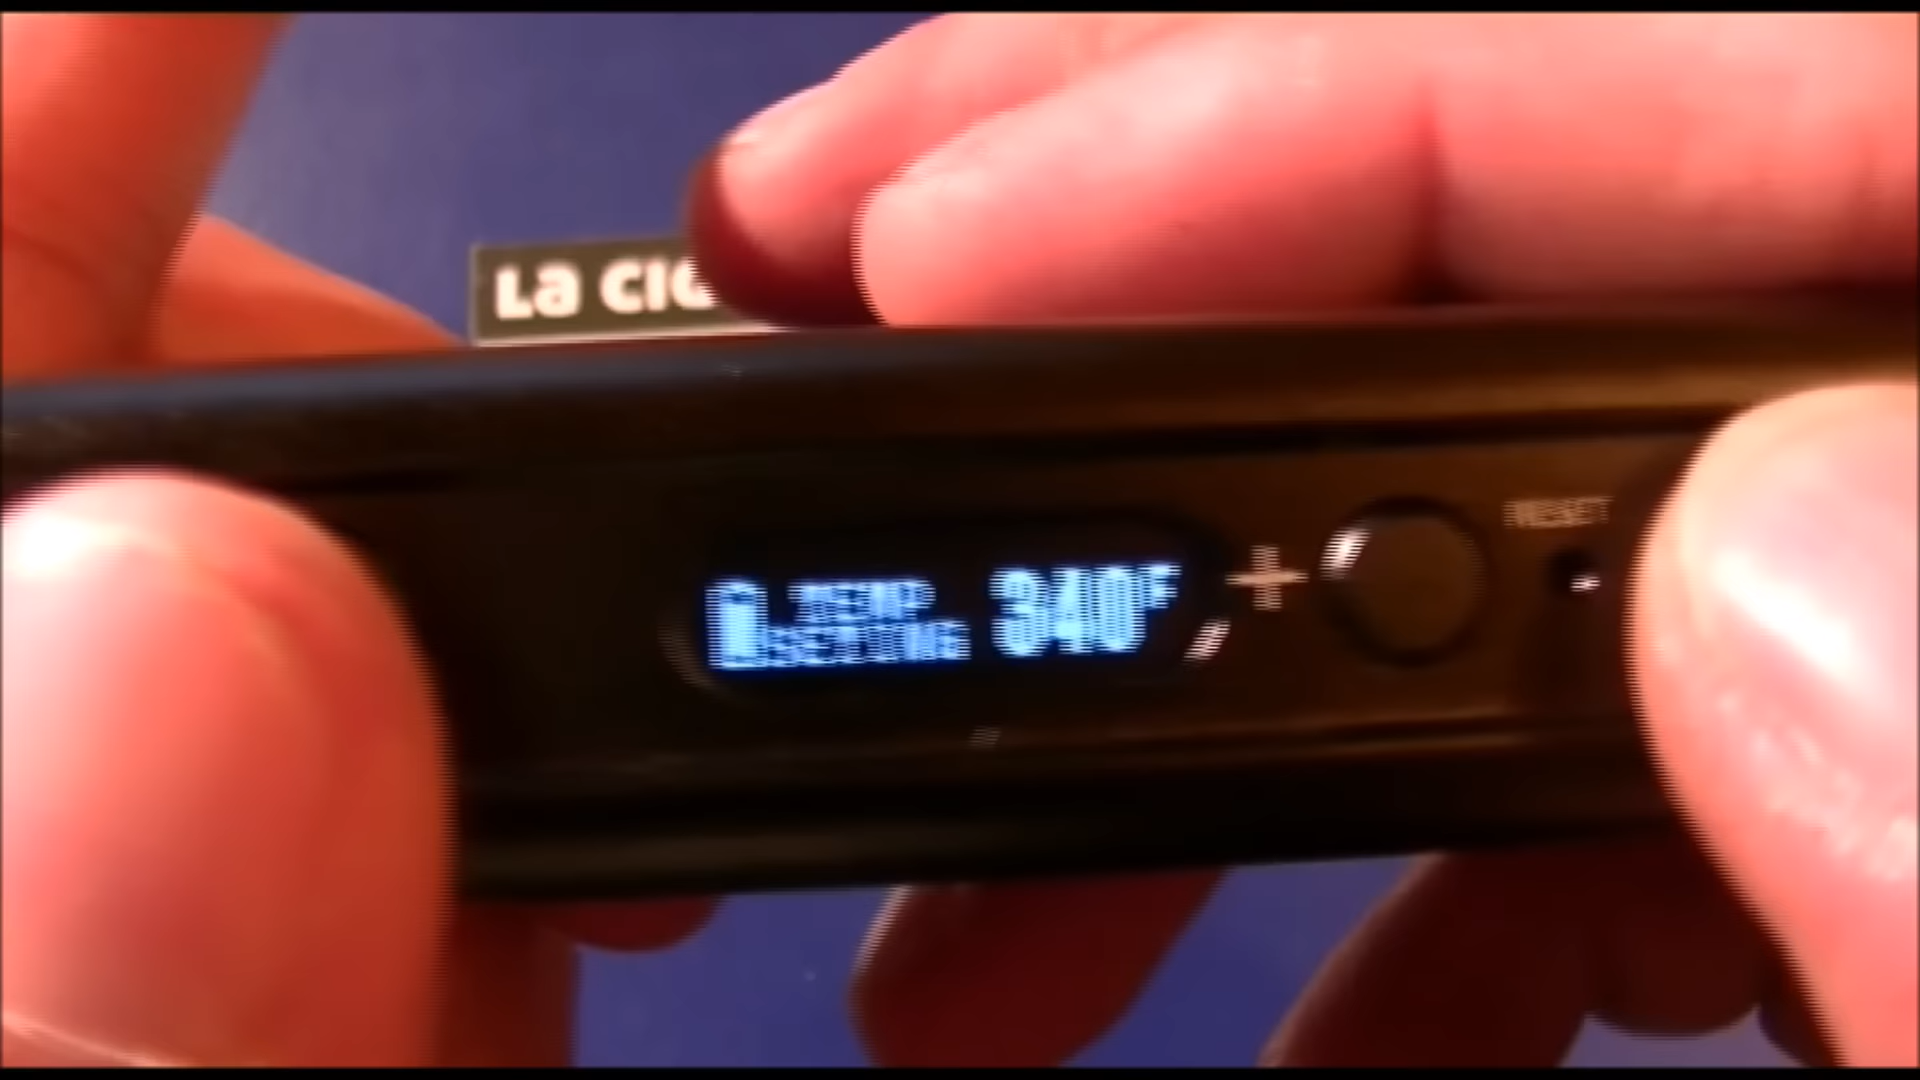 La CIG
TEMP
SETTING 340°F
+
RESET